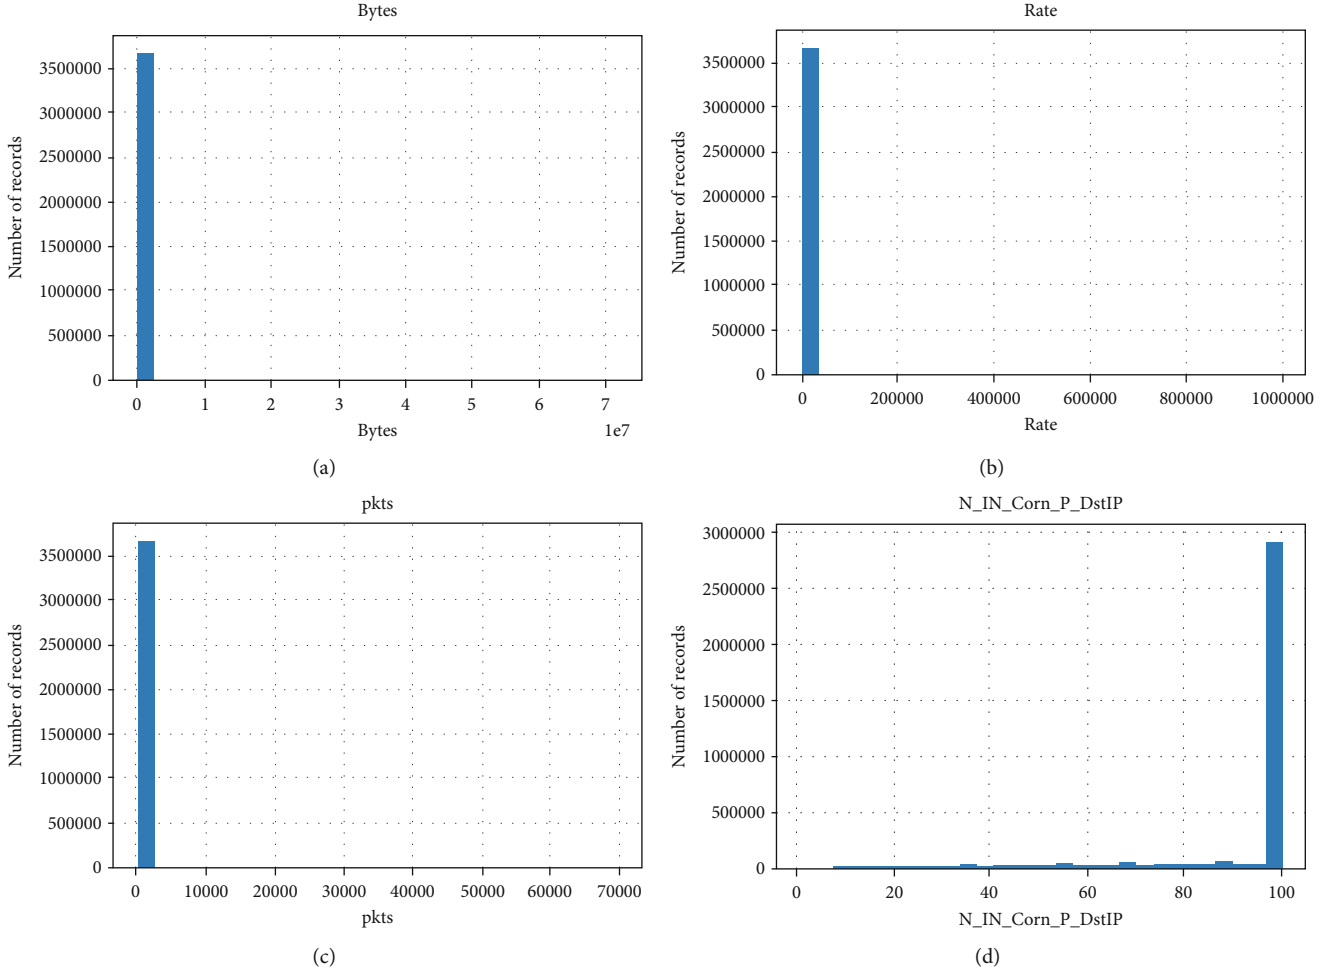 Bytes
Number of records
3500000
3000000
2500000
2000000
1500000
1000000
500000
0
0 1 2 3 4 5 6 7
1e7
Bytes
(a)
Rate
Number of records
3500000
3000000
2500000
2000000
1500000
1000000
500000
0
0 200000 400000 600000 800000 1000000
Rate
(b)
pkts
Number of records
3500000
3000000
2500000
2000000
1500000
1000000
500000
0
0 10000 20000 30000 40000 50000 60000 70000
pkts
(c)
N_IN_Corn_P_DstIP
Number of records
3000000
2500000
2000000
1500000
1000000
500000
0
0 20 40 60 80 100
N_IN_Corn_P_DstIP
(d)